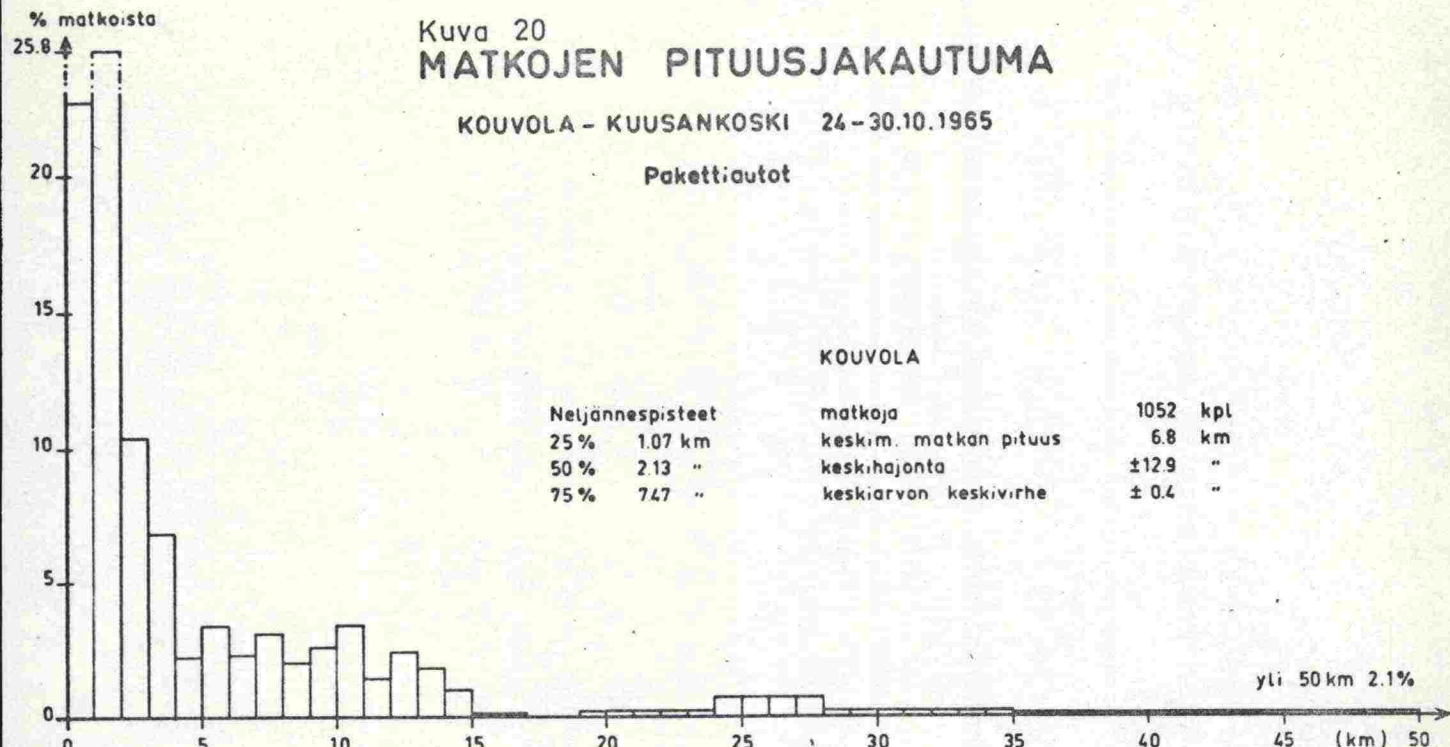 % matkoista
Kuva 20
MATKOJEN PITUUSJAKAUTUMA
KOUVOLA - KUUSANKOSKI 24-30.10.1965
Pakettiautot
25.8
20
15
10
5
0
KOUVOLA
Neljännespisteet
25 % 1.07 km
50 % 2.13 "
75 % 7.47 "
matkoja 1052 kpl
keskim. matkan pituus 6.8 km
keskihajonta ±12.9 "
keskiarvon keskivirhe ± 0.4 "
yli 50 km 2.1%
0 5 10 15 20 25 30 35 40 45 (km) 50